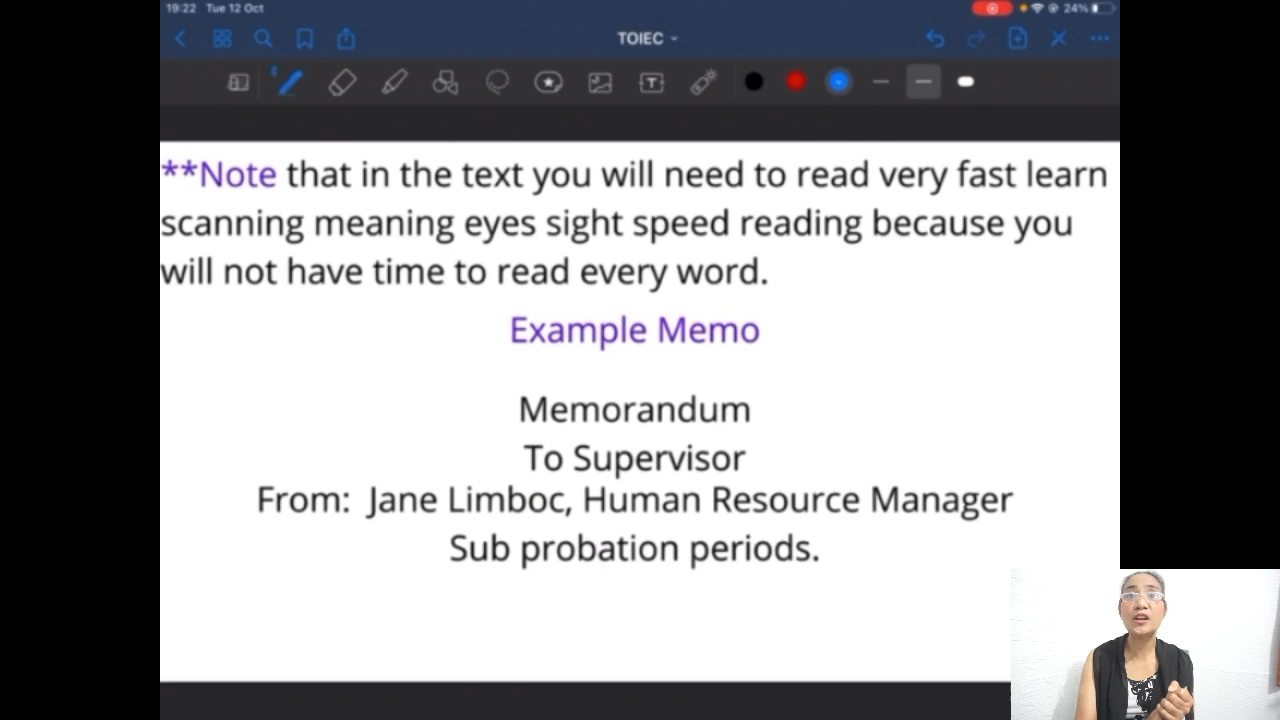 19:22 Tue 12 Oct 24%
TOIEC
T
**Note that in the text you will need to read very fast learn
scanning meaning eyes sight speed reading because you
will not have time to read every word.
Example Memo
Memorandum
To Supervisor
From: Jane Limboc, Human Resource Manager
Sub probation periods.